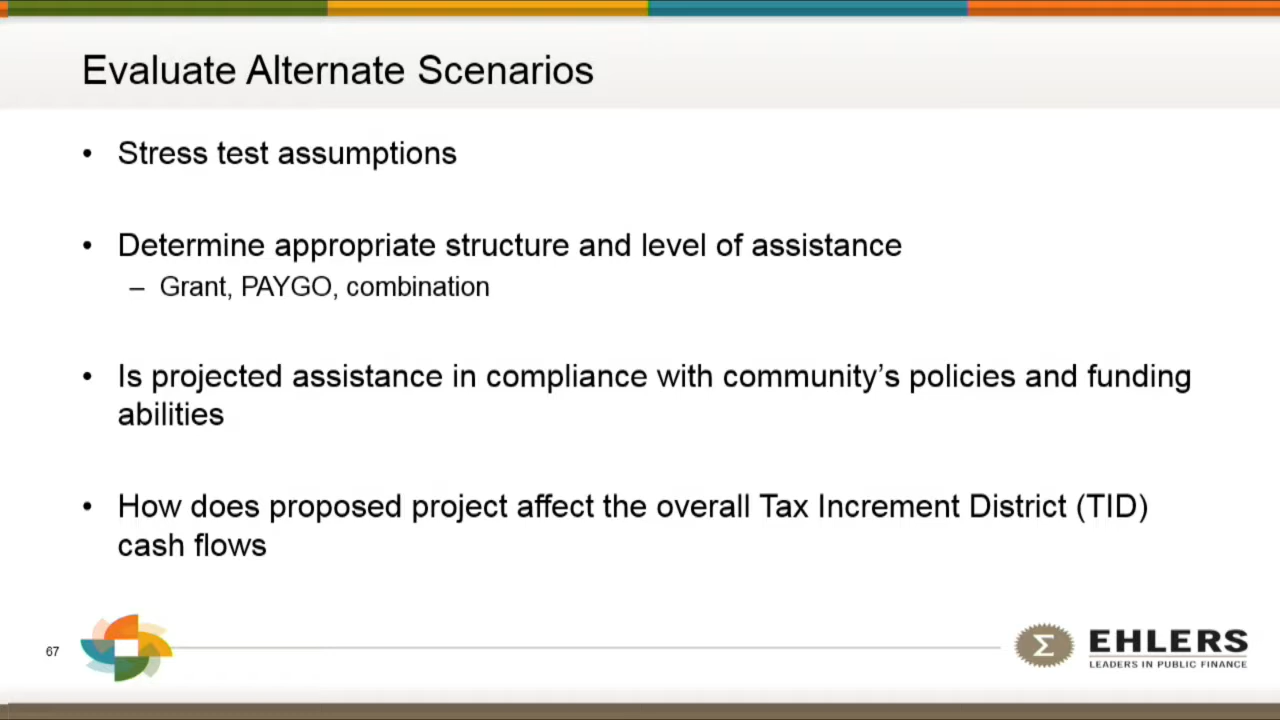 Evaluate Alternate Scenarios
• Stress test assumptions
• Determine appropriate structure and level of assistance
– Grant, PAYGO, combination
• Is projected assistance in compliance with community’s policies and funding
abilities
• How does proposed project affect the overall Tax Increment District (TID)
cash flows
67
Σ
EHLERS
LEADERS IN PUBLIC FINANCE